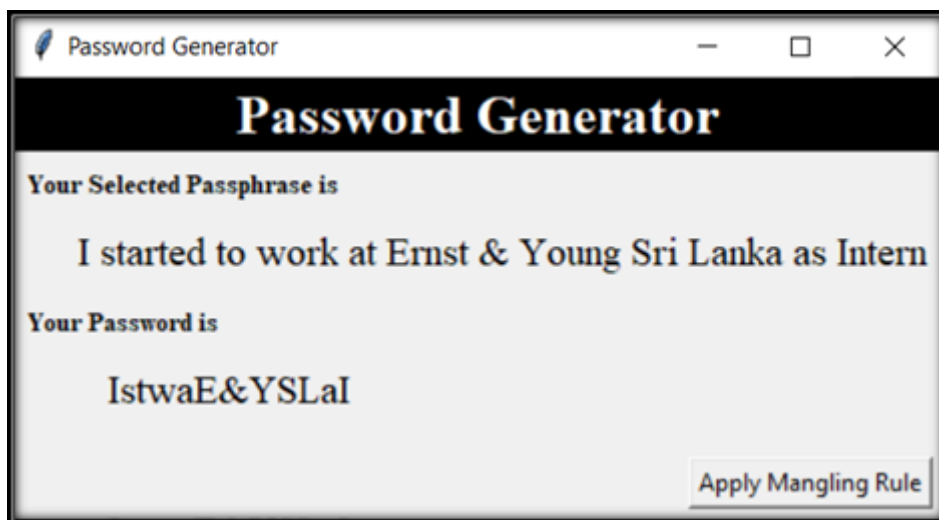 Password Generator
Password Generator
Your Selected Passphrase is
I started to work at Ernst & Young Sri Lanka as Intern
Your Password is
IstwaE&YSLaI
Apply Mangling Rule